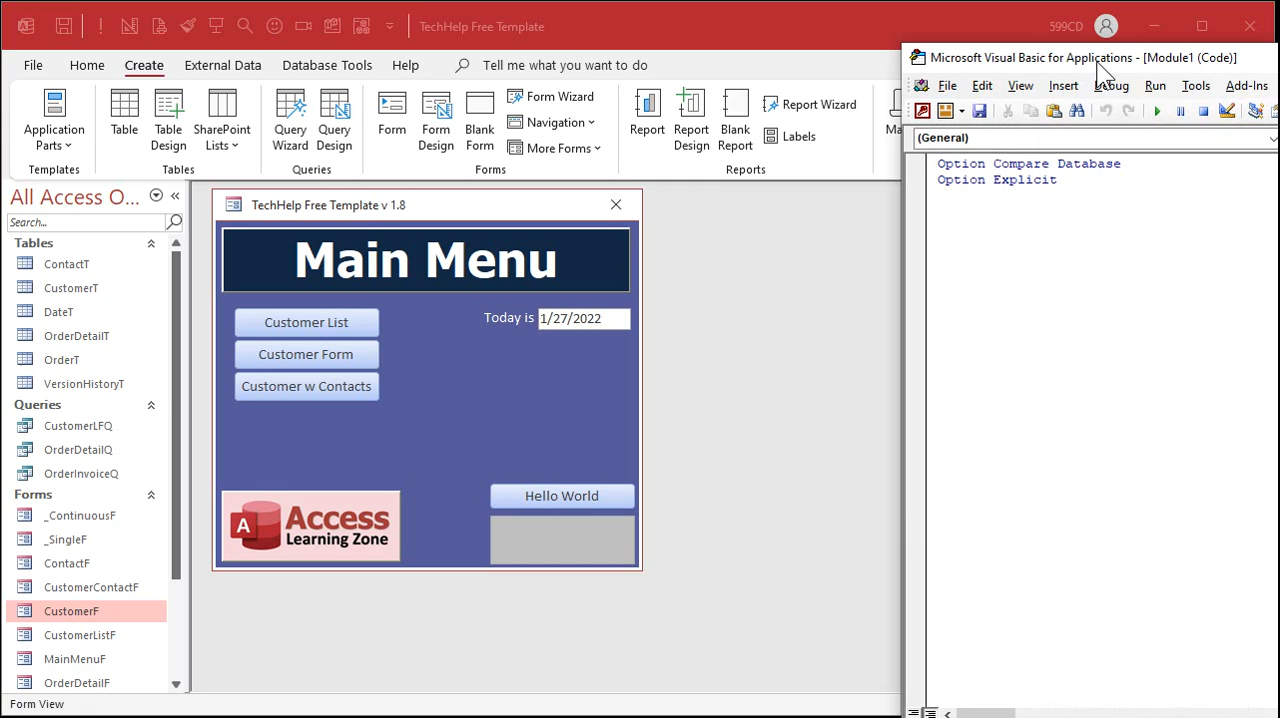 TechHelp Free Template
599CD
File
Home
Create
External Data
Database Tools
Help
Tell me what you want to do
Application Parts
Table
Table Design
SharePoint Lists
Query Wizard
Query Design
Form
Form Design
Blank Form
Form Wizard
Navigation
More Forms
Report
Report Design
Blank Report
Report Wizard
Labels
Templates
Tables
Queries
Forms
Reports
All Access O...
Search...
Tables
ContactT
CustomerT
DateT
OrderDetailT
OrderT
VersionHistoryT
Queries
CustomerLFQ
OrderDetailQ
OrderInvoiceQ
Forms
_ContinuousF
_SingleF
ContactF
CustomerContactF
CustomerF
CustomerListF
MainMenuF
OrderDetailF
Form View
TechHelp Free Template v 1.8
Main Menu
Customer List
Customer Form
Customer w Contacts
Today is 1/27/2022
Hello World
A Access
Learning Zone
Microsoft Visual Basic for Applications - [Module1 (Code)]
File
Edit
View
Insert
Debug
Run
Tools
Add-Ins
(General)
Option Compare Database
Option Explicit